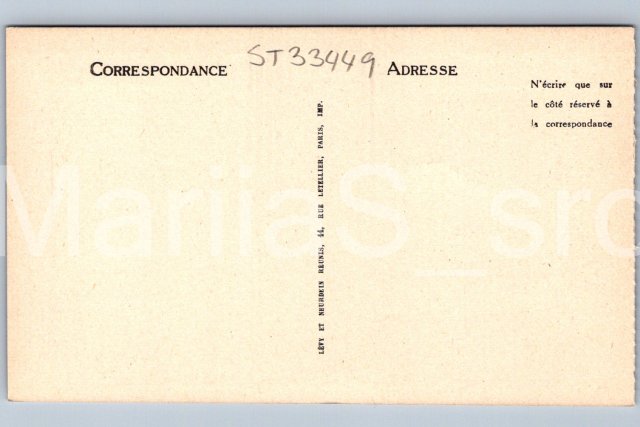 CORRESPONDANCE
ST33449
ADRESSE
N'écrire que sur
le côté réservé à
la correspondance
LÉVY ET NEURDEIN RÉUNIS, 44, RUE LETELLIER, PARIS, IMP.
MariiaS_src